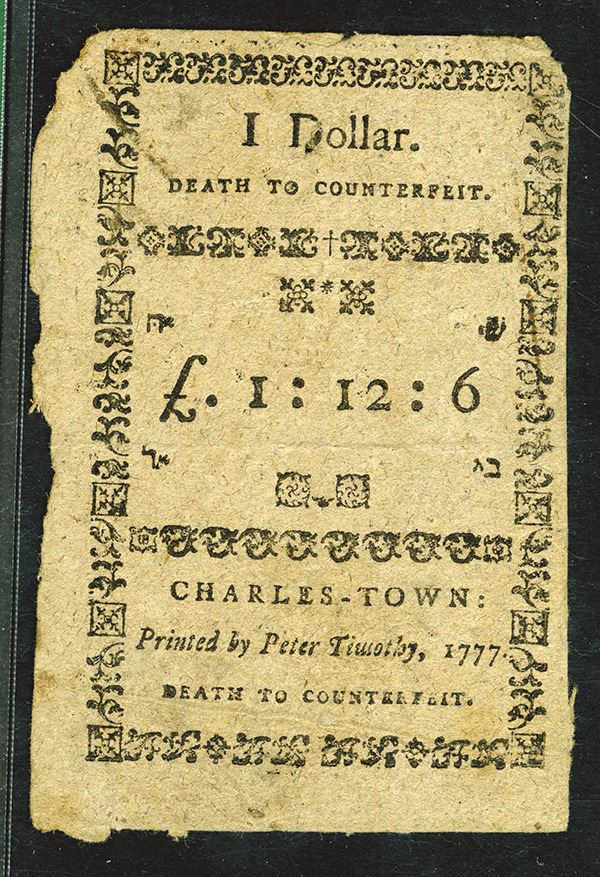 I Dollar.
DEATH TO COUNTERFEIT.
£. 1 : 12 : 6
CHARLES-TOWN:
Printed by Peter Timothy, 1777.
DEATH TO COUNTERFEIT.